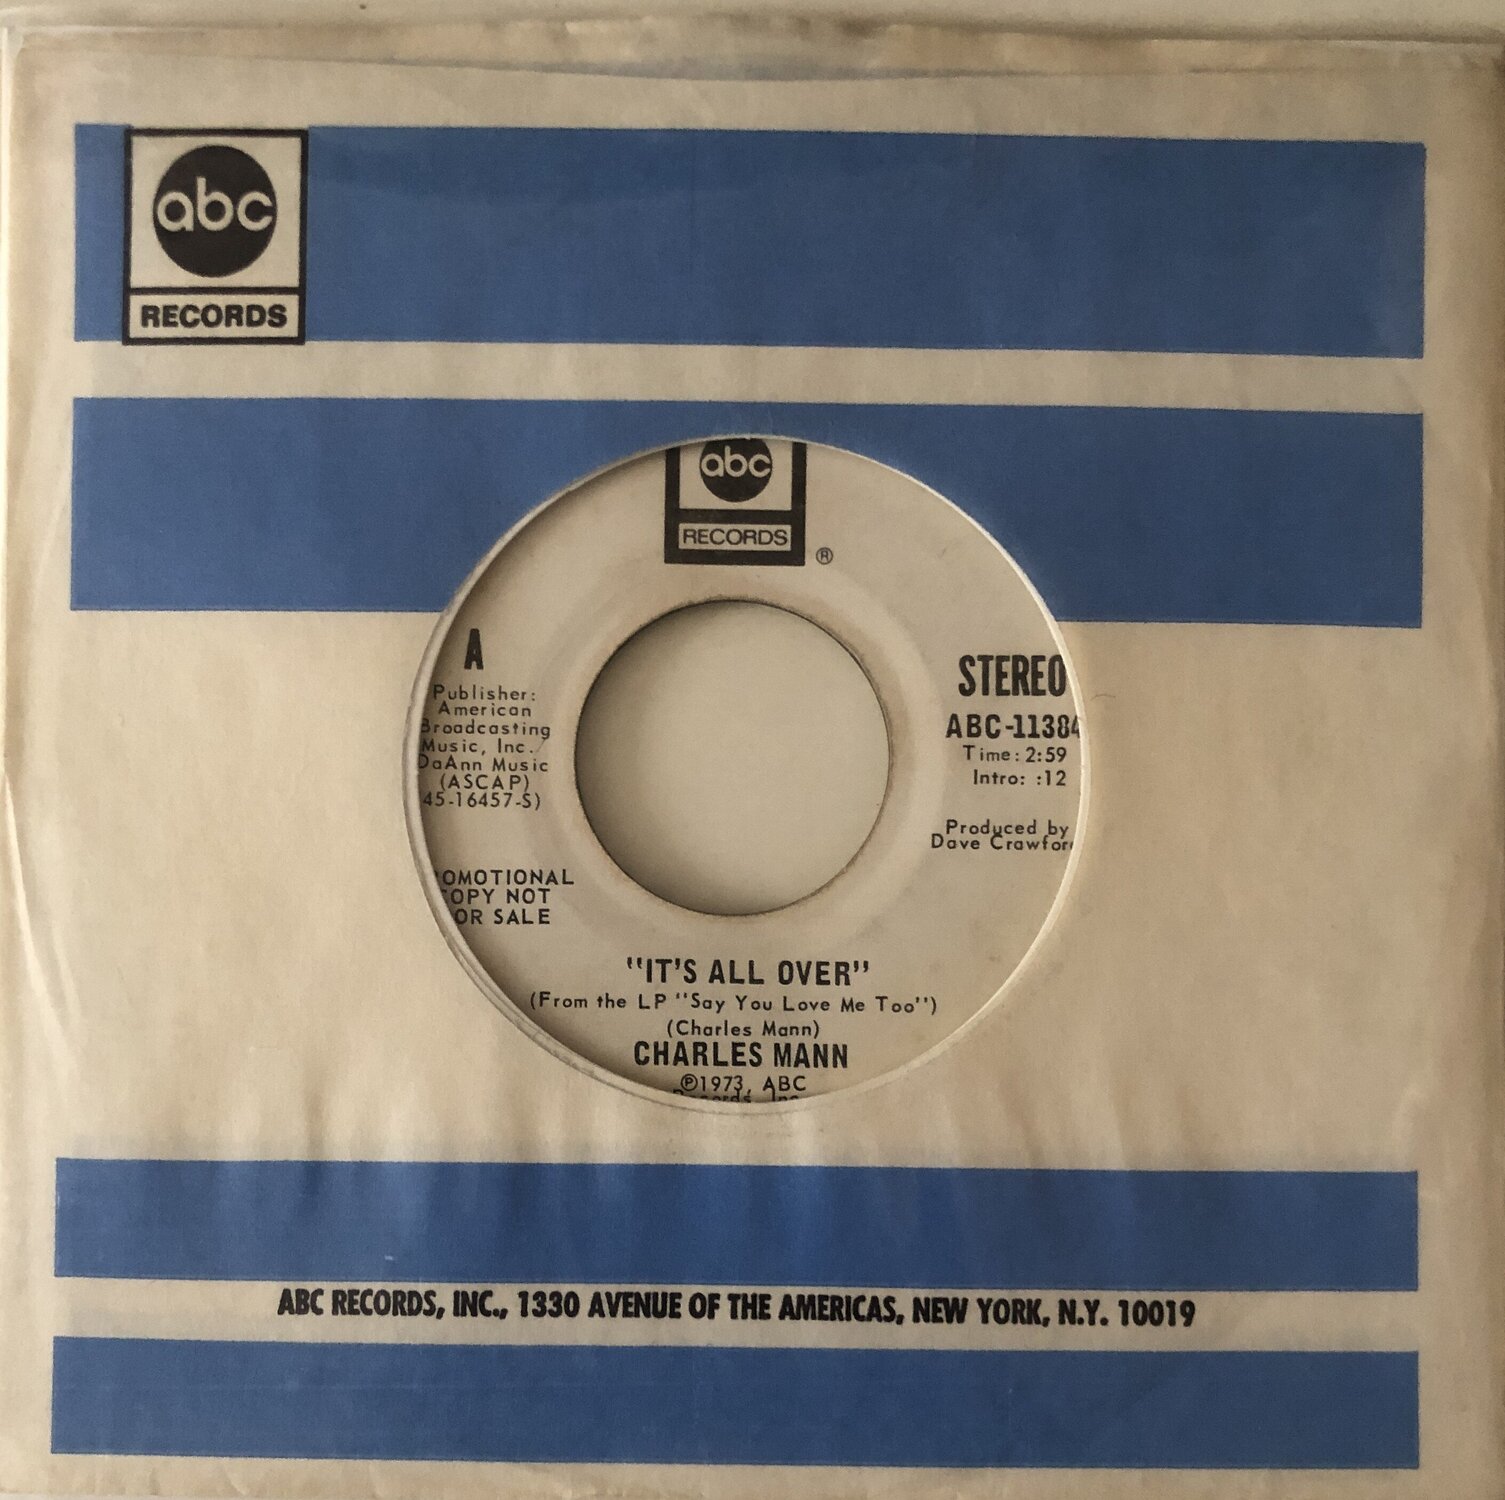 abc
RECORDS
abc
RECORDS
®
A
Publisher:
American
Broadcasting
Music, Inc./
DaAnn Music
(ASCAP)
45-16457-S)
OMOTIONAL
OPY NOT
OR SALE
STEREO
ABC-11384
Time: 2:59
Intro: :12
Produced by
Dave Crawfor
"IT'S ALL OVER"
(From the LP "Say You Love Me Too")
(Charles Mann)
CHARLES MANN
℗1973, ABC
Records, Inc.
ABC RECORDS, INC., 1330 AVENUE OF THE AMERICAS, NEW YORK, N.Y. 10019